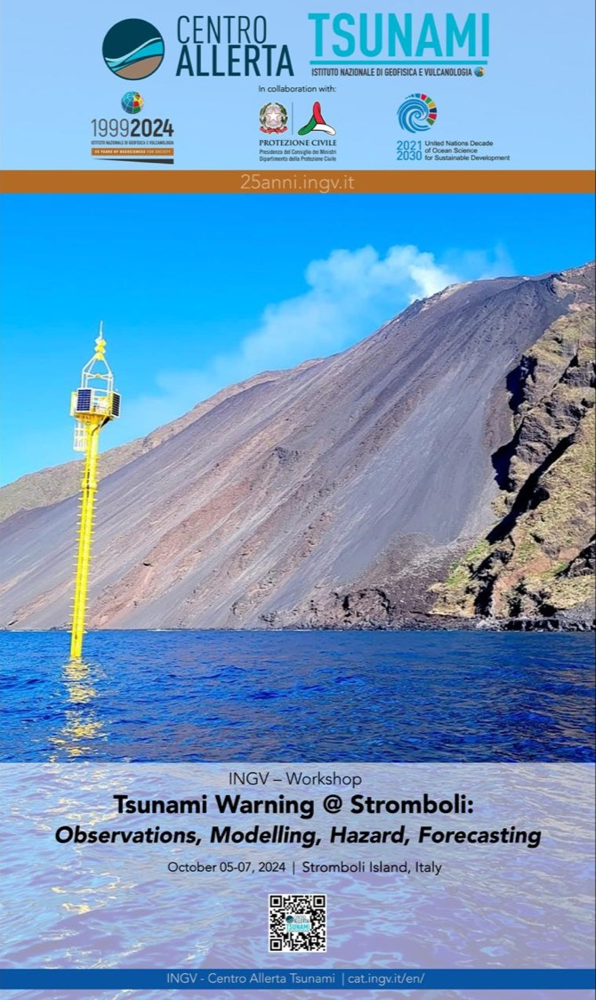 CENTRO
ALLERTA
TSUNAMI
ISTITUTO NAZIONALE DI GEOFISICA E VULCANOLOGIA
In collaboration with:
19992024
ISTITUTO NAZIONALE DI GEOFISICA E VULCANOLOGIA
25 YEARS OF GEOSCIENCES FOR SOCIETY
PROTEZIONE CIVILE
Presidenza del Consiglio dei Ministri
Dipartimento della Protezione Civile
2021
2030
United Nations Decade
of Ocean Science
for Sustainable Development
25anni.ingv.it
INGV – Workshop
Tsunami Warning @ Stromboli:
Observations, Modelling, Hazard, Forecasting
October 05-07, 2024 | Stromboli Island, Italy
TSUNAMI
INGV - Centro Allerta Tsunami | cat.ingv.it/en/